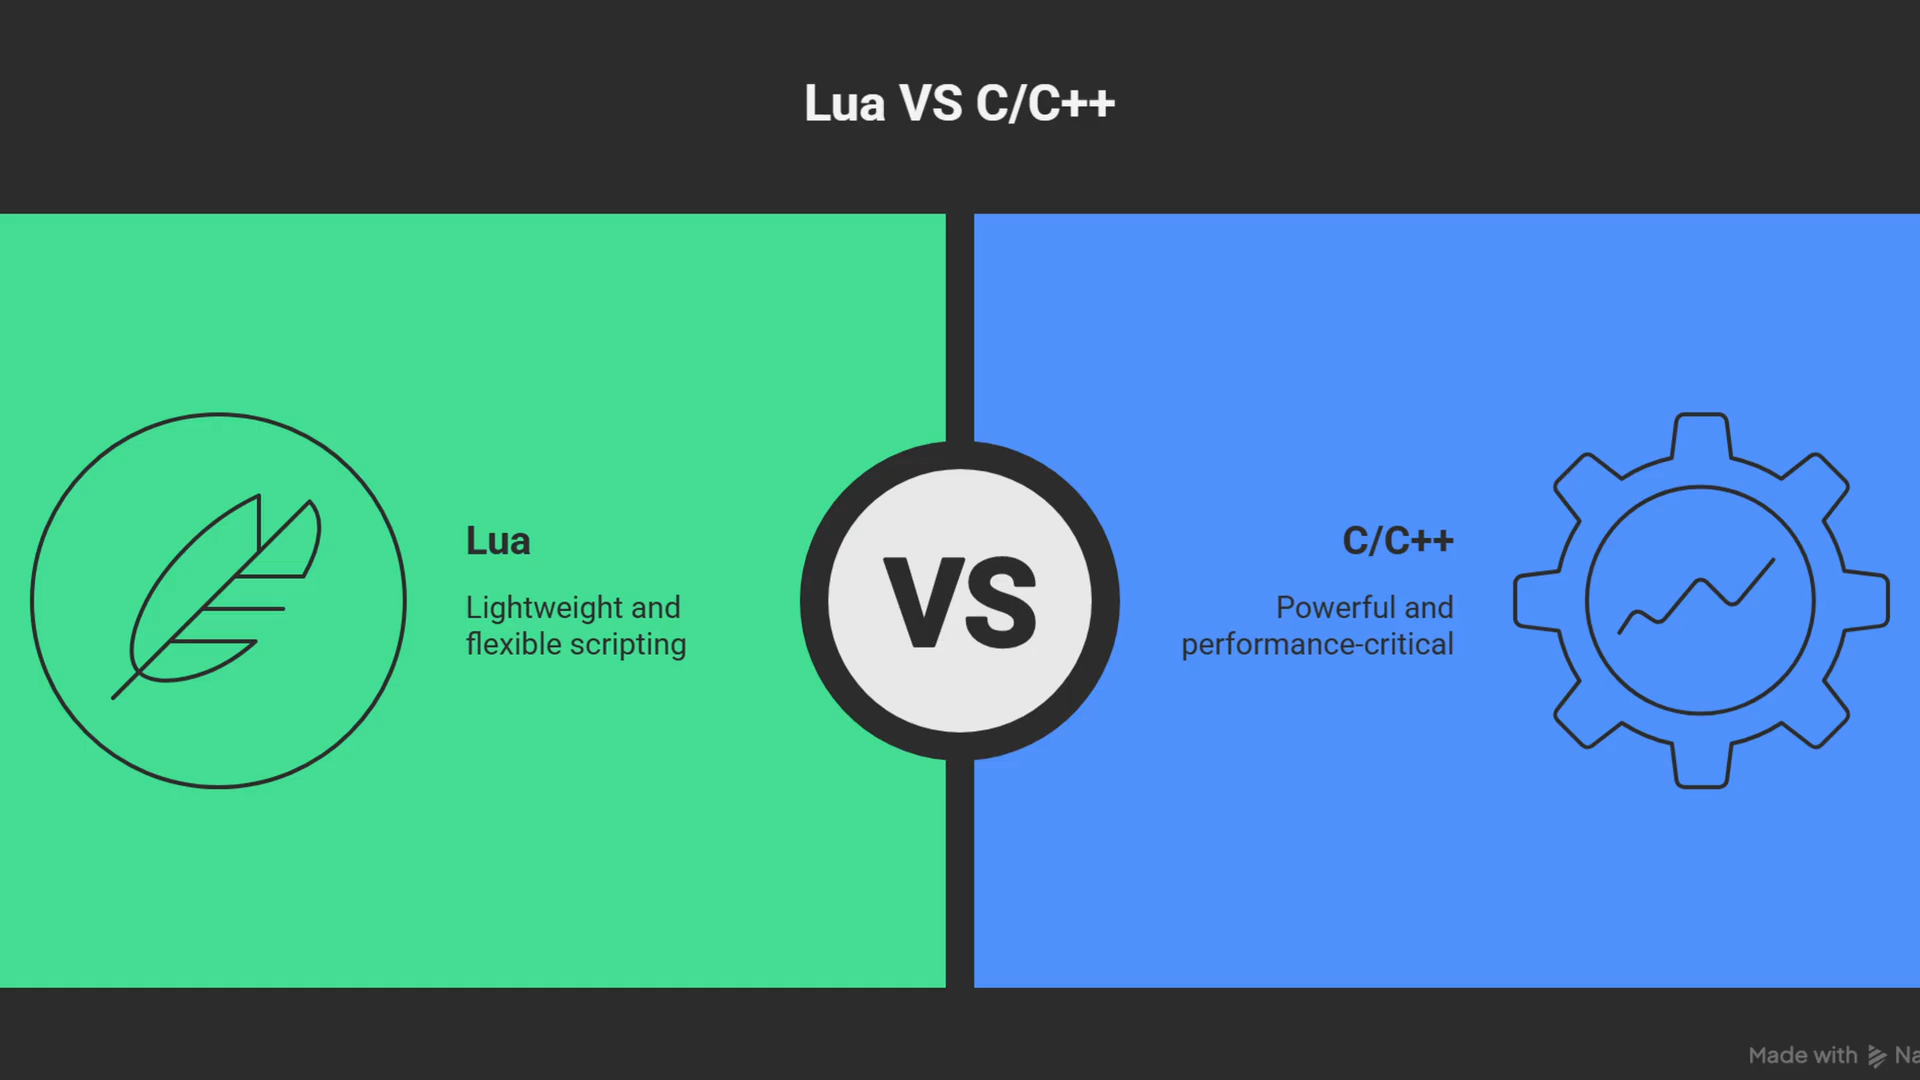 Lua VS C/C++
Lua
Lightweight and
flexible scripting
VS
C/C++
Powerful and
performance-critical
Made with